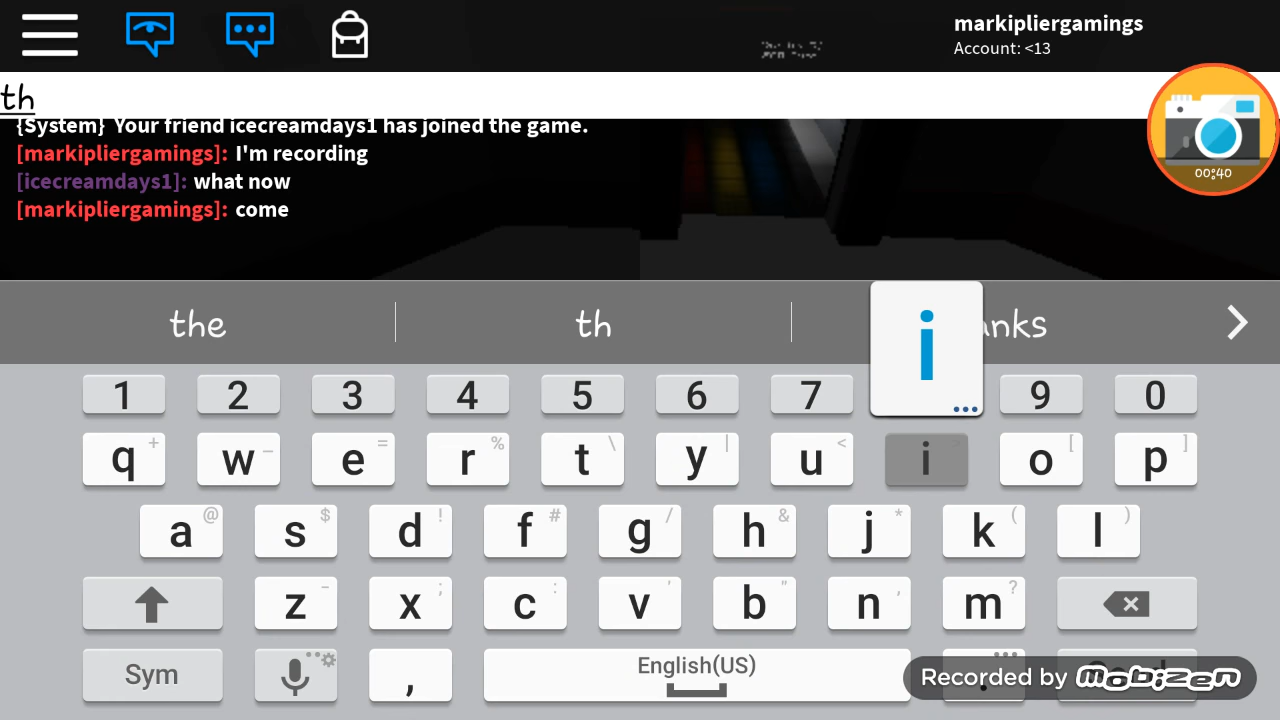 markipliergamings
Account: <13
th
{System} Your friend icecreamdays1 has joined the game.
[markipliergamings]: I'm recording
[icecreamdays1]: what now
[markipliergamings]: come
00:40
the th anks
i
1 2 3 4 5 6 7 9 0
q + w - e = r % t \ y | u < i > o [ p ]
a @ s $ d ! f # g / h & j * k ( l )
z x ; c : v ' b " n , m ?
Sym , English(US)
Recorded by mobizen